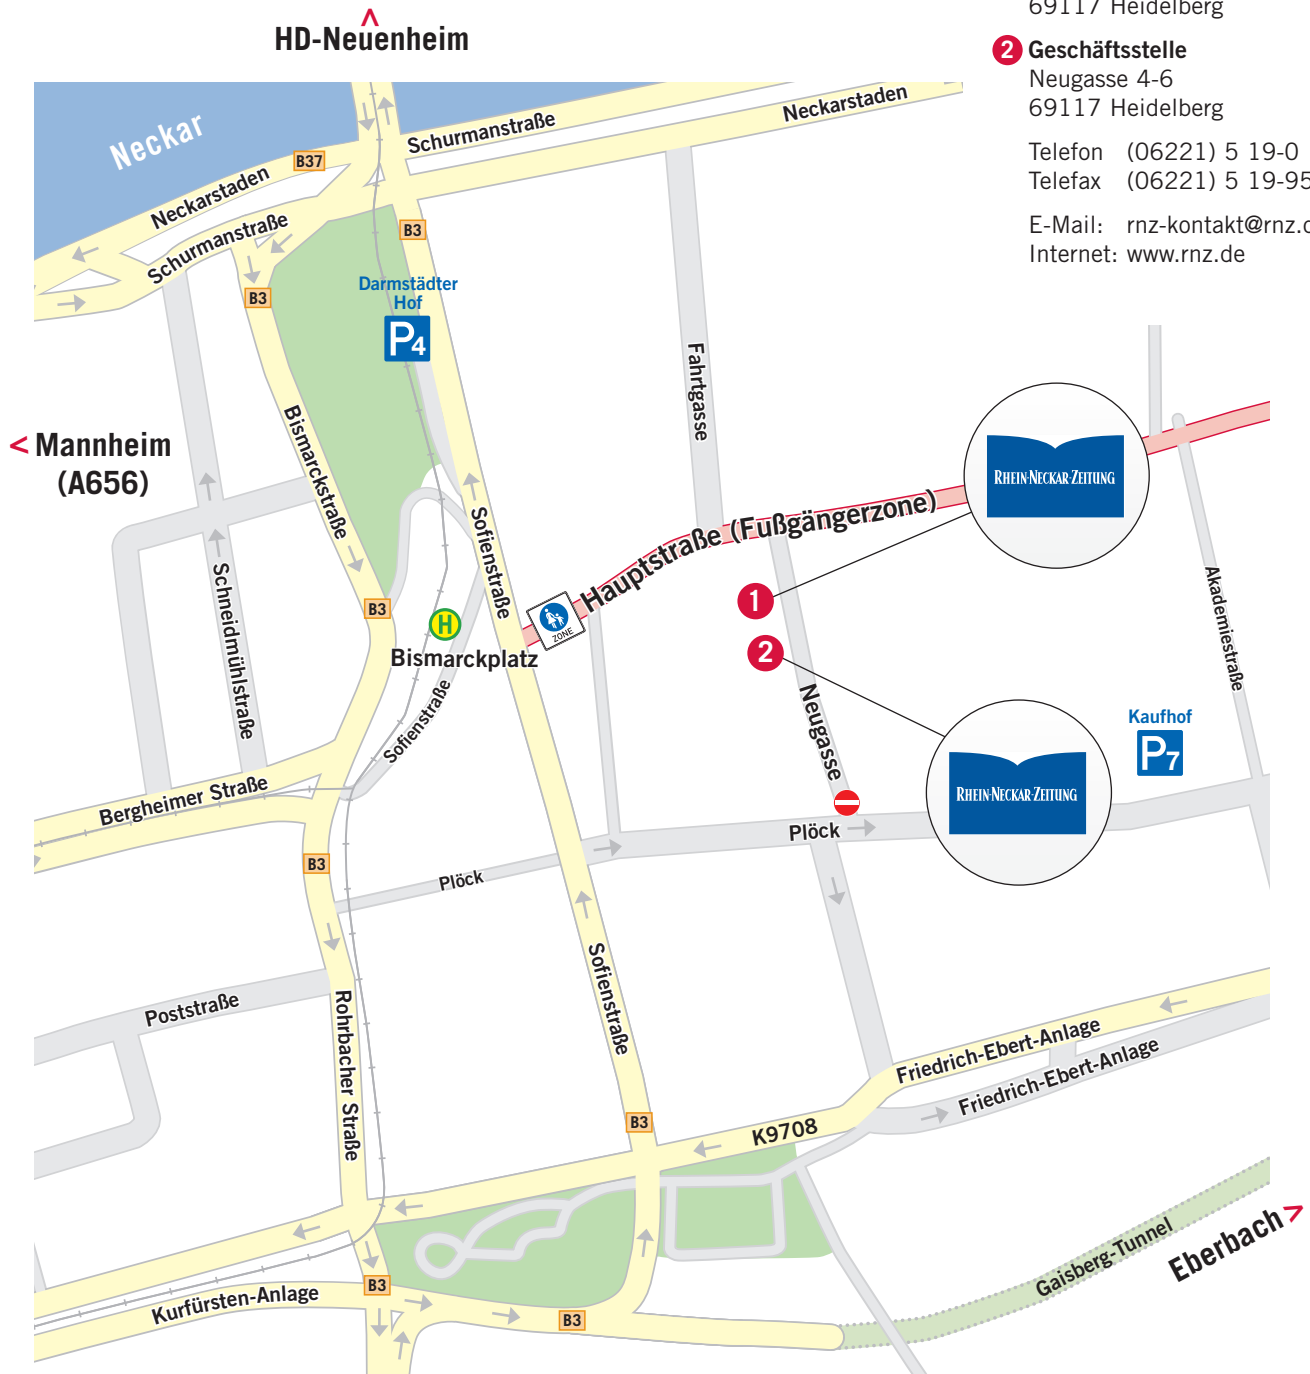 69117 Heidelberg
HD-Neuenheim
2 Geschäftsstelle
Neugasse 4-6
69117 Heidelberg
Telefon (06221) 5 19-0
Telefax (06221) 5 19-95
E-Mail: rnz-kontakt@rnz.d
Internet: www.rnz.de
Neckar
Schurmanstraße
Neckarstaden
B37
Neckarstaden
Schurmanstraße
B3
B3
Darmstädter
Hof
P4
Fahrtgasse
< Mannheim
(A656)
Bismarckstraße
RHEIN-NECKAR-ZEITUNG
Hauptstraße (Fußgängerzone)
Sofienstraße
Schneidmühlstraße
Akademiestraße
B3
H
ZONE
1
Bismarckplatz
2
Sofienstraße
Neugasse
Kaufhof
P7
Bergheimer Straße
RHEIN-NECKAR-ZEITUNG
Plöck
B3
Plöck
Sofienstraße
Poststraße
Rohrbacher Straße
Friedrich-Ebert-Anlage
Friedrich-Ebert-Anlage
B3
K9708
Eberbach >
Gaisberg-Tunnel
B3
Kurfürsten-Anlage
B3